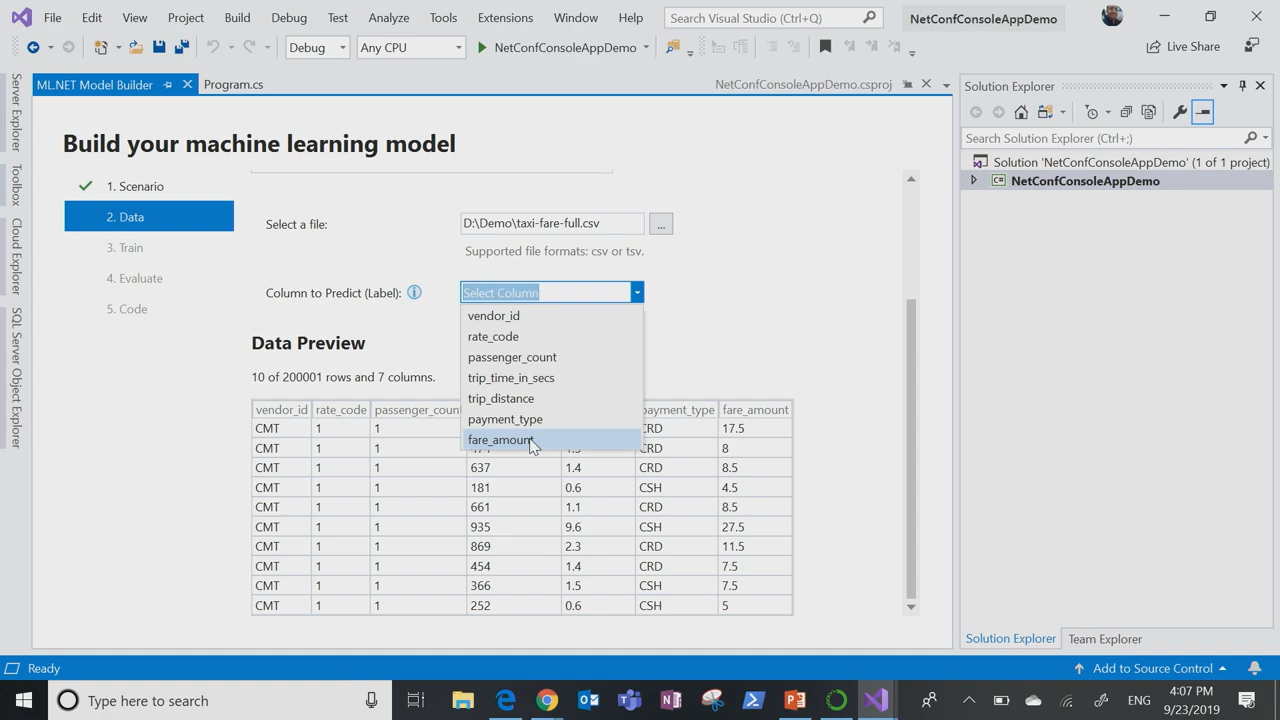 File Edit View Project Build Debug Test Analyze Tools Extensions Window Help Search Visual Studio (Ctrl+Q) NetConfConsoleAppDemo
Debug Any CPU NetConfConsoleAppDemo Live Share
ML.NET Model Builder Program.cs NetConfConsoleAppDemo.csproj
Server Explorer
Toolbox
Cloud Explorer
SQL Server Object Explorer
Build your machine learning model
1. Scenario
2. Data
3. Train
4. Evaluate
5. Code
Select a file: D:\Demo\taxi-fare-full.csv ...
Supported file formats: csv or tsv.
Column to Predict (Label): Select Column
vendor_id
rate_code
passenger_count
trip_time_in_secs
trip_distance
payment_type
fare_amount
Data Preview
10 of 200001 rows and 7 columns.
vendor_id rate_code passenger_count payment_type fare_amount
CMT 1 1 CRD 17.5
CMT 1 1 CRD 8
CMT 1 1 637 1.4 CRD 8.5
CMT 1 1 181 0.6 CSH 4.5
CMT 1 1 661 1.1 CRD 8.5
CMT 1 1 935 9.6 CSH 27.5
CMT 1 1 869 2.3 CRD 11.5
CMT 1 1 454 1.4 CRD 7.5
CMT 1 1 366 1.5 CSH 7.5
CMT 1 1 252 0.6 CSH 5
Solution Explorer
Search Solution Explorer (Ctrl+;)
Solution 'NetConfConsoleAppDemo' (1 of 1 project)
C# NetConfConsoleAppDemo
Solution Explorer Team Explorer
Ready Add to Source Control
Type here to search ENG 4:07 PM
9/23/2019